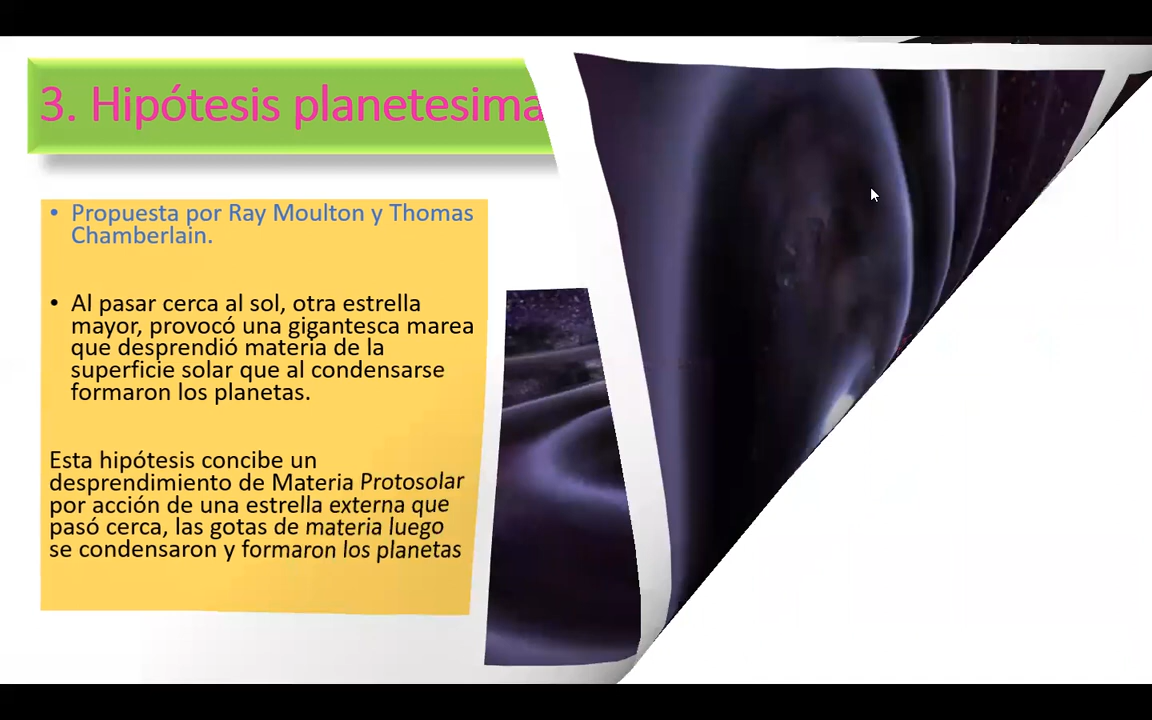 3. Hipótesis planetesima
• Propuesta por Ray Moulton y Thomas
Chamberlain.
• Al pasar cerca al sol, otra estrella
mayor, provocó una gigantesca marea
que desprendió materia de la
superficie solar que al condensarse
formaron los planetas.
Esta hipótesis concibe un
desprendimiento de Materia Protosolar
por acción de una estrella externa que
pasó cerca, las gotas de materia luego
se condensaron y formaron los planetas